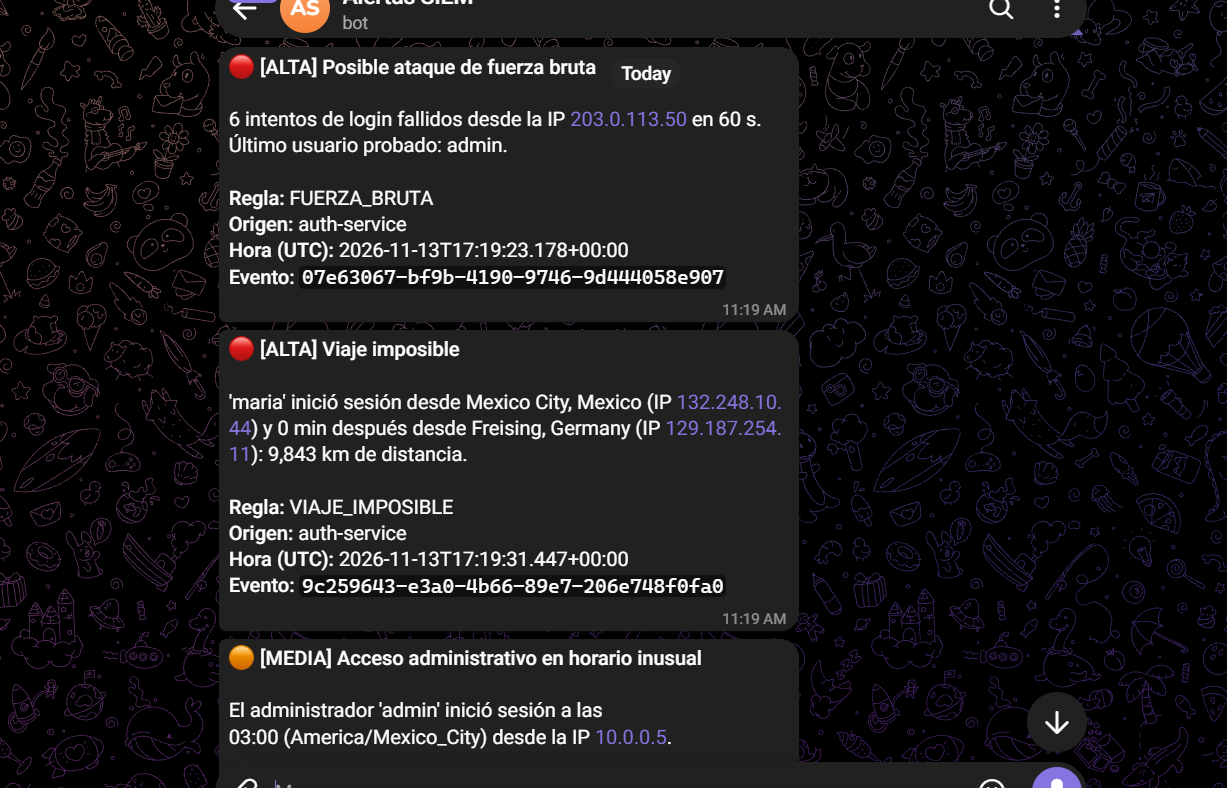 AS
Alertas SIEM
bot
🔴 [ALTA] Posible ataque de fuerza bruta
Today
6 intentos de login fallidos desde la IP 203.0.113.50 en 60 s.
Último usuario probado: admin.
Regla: FUERZA_BRUTA
Origen: auth-service
Hora (UTC): 2026-11-13T17:19:23.178+00:00
Evento: 07e63067-bf9b-4190-9746-9d444058e907
11:19 AM
🔴 [ALTA] Viaje imposible
'maria' inició sesión desde Mexico City, Mexico (IP 132.248.10.
44) y 0 min después desde Freising, Germany (IP 129.187.254.
11): 9,843 km de distancia.
Regla: VIAJE_IMPOSIBLE
Origen: auth-service
Hora (UTC): 2026-11-13T17:19:31.447+00:00
Evento: 9c259643-e3a0-4b66-89e7-206e748f0fa0
11:19 AM
🟠 [MEDIA] Acceso administrativo en horario inusual
El administrador 'admin' inició sesión a las
03:00 (America/Mexico_City) desde la IP 10.0.0.5.